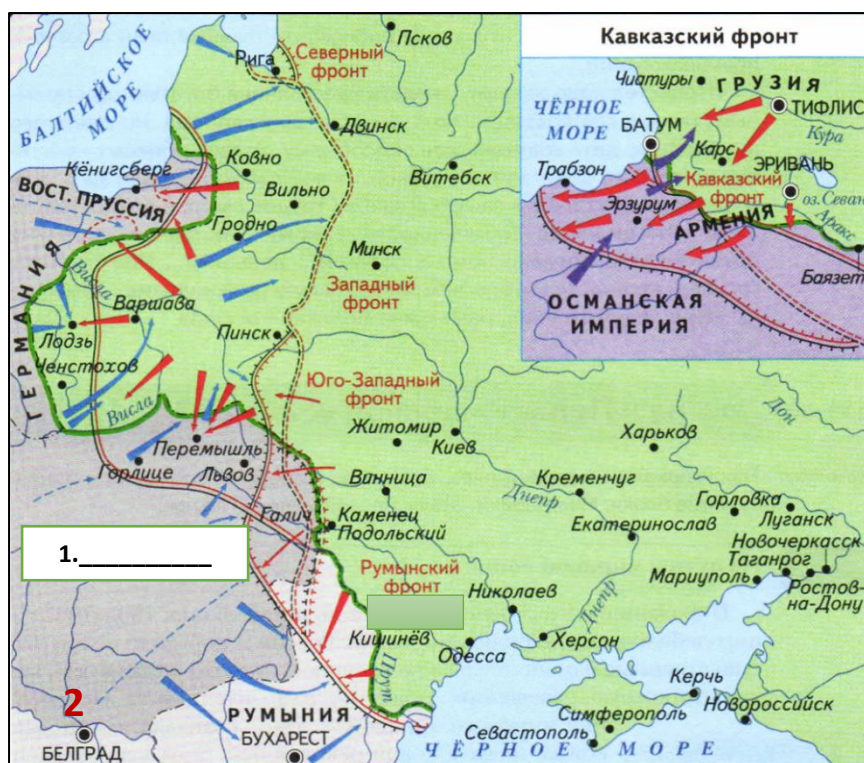 Псков
Рига
Северный
фронт
БАЛТИЙСКОЕ
МОРЕ
Двинск
Кёнигсберг
ВОСТ. ПРУССИЯ
Ковно
Вильно
Витебск
Гродно
Минск
Западный
фронт
ГЕРМАНИЯ
Висла
Варшава
Лодзь
Пинск
Ченстохов
Висла
Юго-Западный
фронт
Перемышль
Горлице
Львов
Житомир
Киев
Харьков
Дон
Винница
Кременчуг
Днепр
Галич
Каменец
Подольский
Екатеринослав
Горловка
Луганск
Новочеркасск
Таганрог
Мариуполь
Ростов-
на-Дону
1.__________
Румынский
фронт
Николаев
Днепр
Кишинёв
Одесса
Херсон
Прут
Керчь
2
БЕЛГРАД
РУМЫНИЯ
БУХАРЕСТ
Симферополь
Севастополь
Новороссийск
ЧЁРНОЕ МОРЕ
Кавказский фронт
Чиатуры
ГРУЗИЯ
ТИФЛИС
ЧЁРНОЕ
МОРЕ
БАТУМ
Кура
Карс
ЭРИВАНЬ
Трабзон
Кавказский
фронт
оз.Севан
Эрзурум
АРМЕНИЯ
Аракс
Баязет
ОСМАНСКАЯ
ИМПЕРИЯ